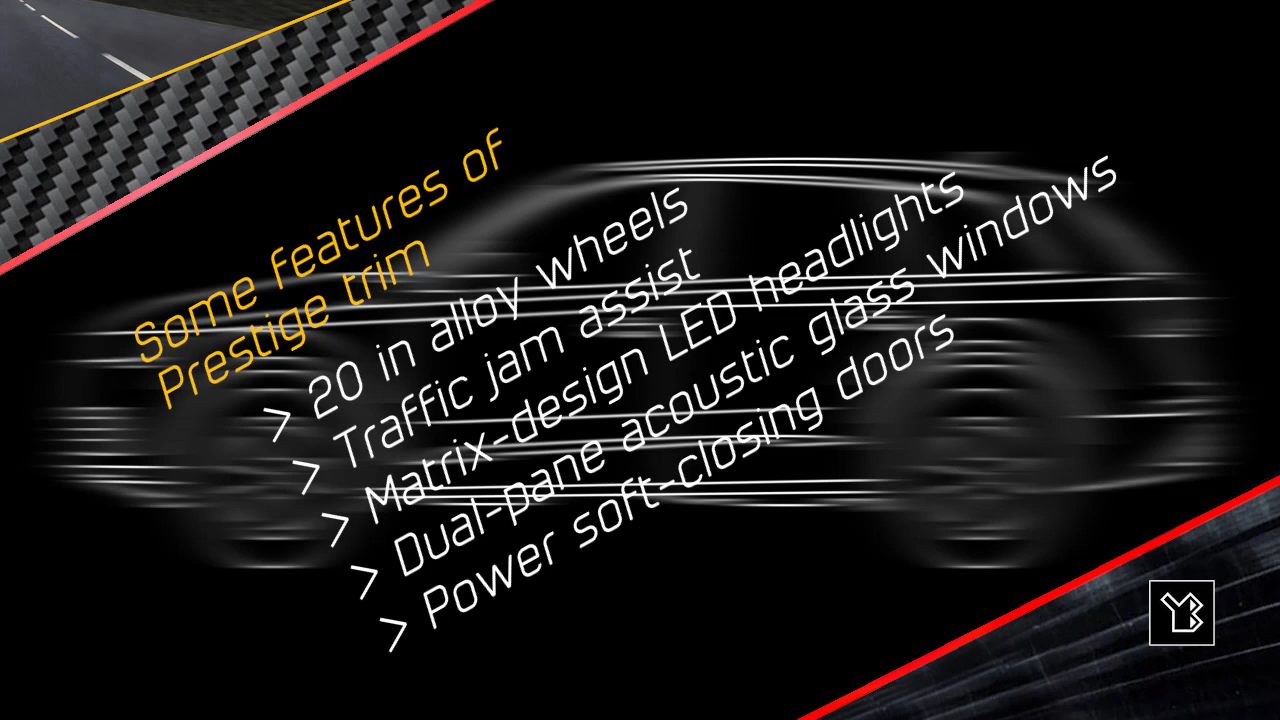 Some features of
Prestige trim
> 20 in alloy wheels
> Traffic jam assist
> Matrix-design LED headlights
> Dual-pane acoustic glass windows
> Power soft-closing doors
YB